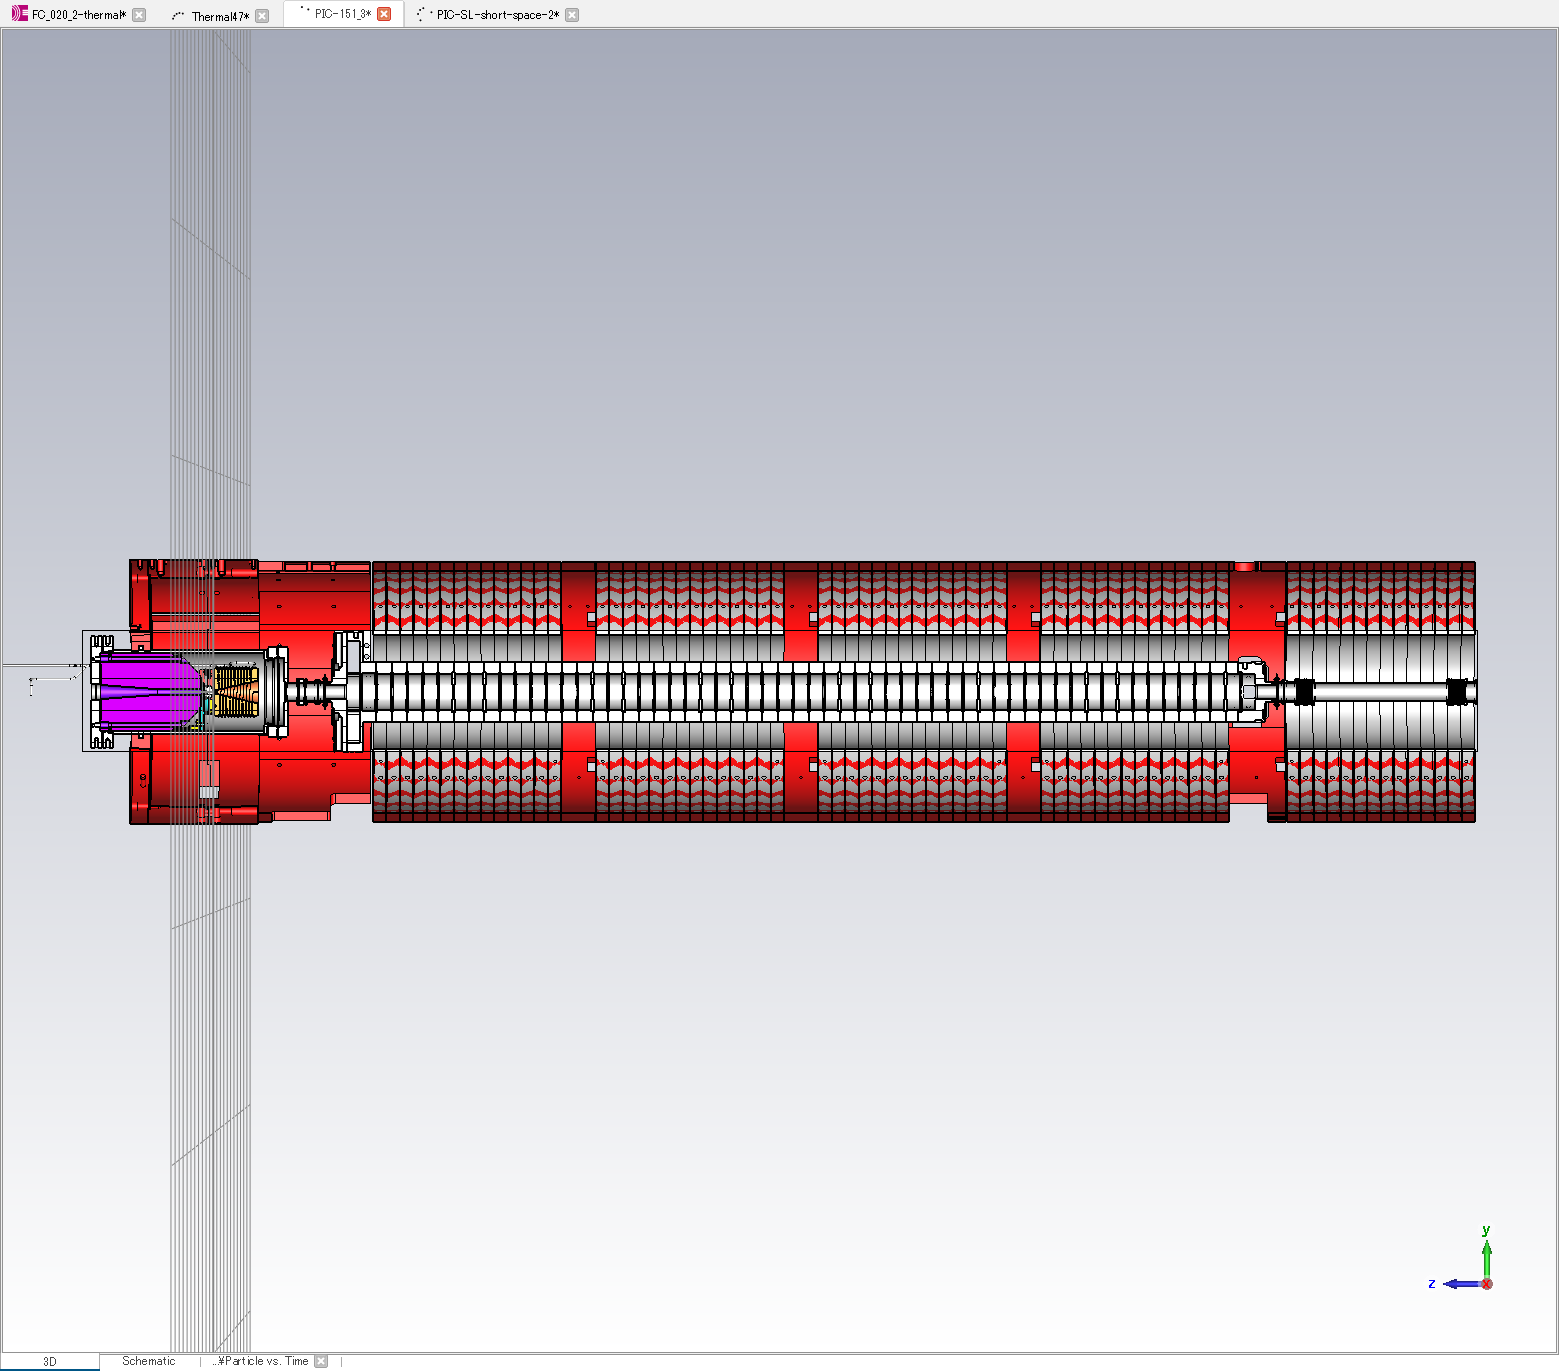 FC_020_2-thermal*
Thermal47*
PIC-151_3*
PIC-SL-short-space-2*
y
z
x
3D
Schematic
...¥Particle vs. Time